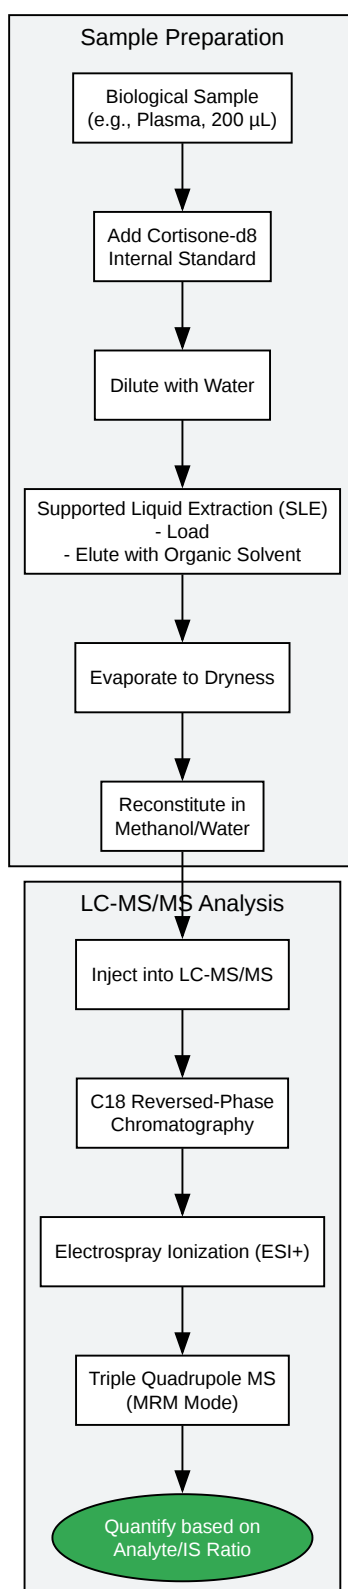 Sample Preparation
Biological Sample
(e.g., Plasma, 200 µL)
Add Cortisone-d8
Internal Standard
Dilute with Water
Supported Liquid Extraction (SLE)
- Load
- Elute with Organic Solvent
Evaporate to Dryness
Reconstitute in
Methanol/Water
LC-MS/MS Analysis
Inject into LC-MS/MS
C18 Reversed-Phase
Chromatography
Electrospray Ionization (ESI+)
Triple Quadrupole MS
(MRM Mode)
Quantify based on
Analyte/IS Ratio